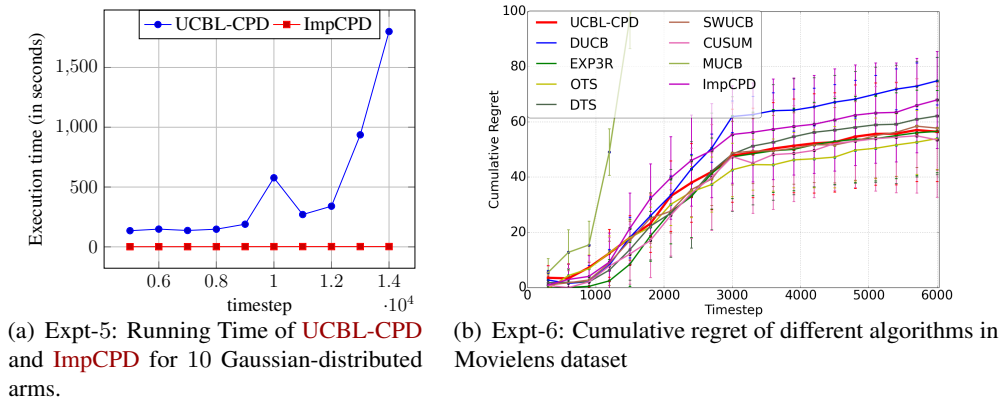 UCBL-CPD ImpCPD
Execution time (in seconds)
1,500
1,000
500
0
0.6 0.8 1 1.2 1.4
timestep
·10⁴
(a) Expt-5: Running Time of UCBL-CPD
and ImpCPD for 10 Gaussian-distributed
arms.
Cumulative Regret
100
80
60
40
20
0
UCBL-CPD
DUCB
EXP3R
OTS
DTS
SWUCB
CUSUM
MUCB
ImpCPD
0 1000 2000 3000 4000 5000 6000
Timestep
(b) Expt-6: Cumulative regret of different algorithms in
Movielens dataset